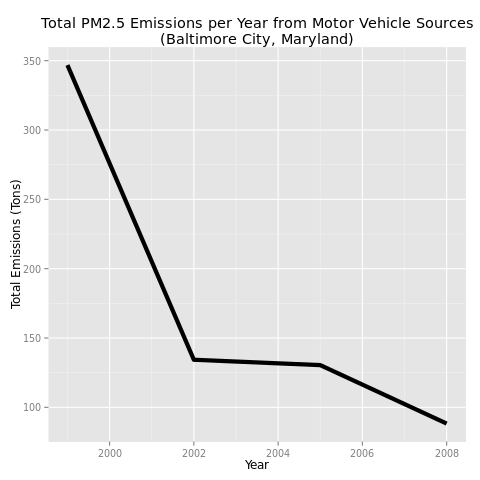 Total PM2.5 Emissions per Year from Motor Vehicle Sources
(Baltimore City, Maryland)
350
300
250
200
150
100
Total Emissions (Tons)
2000 2002 2004 2006 2008
Year